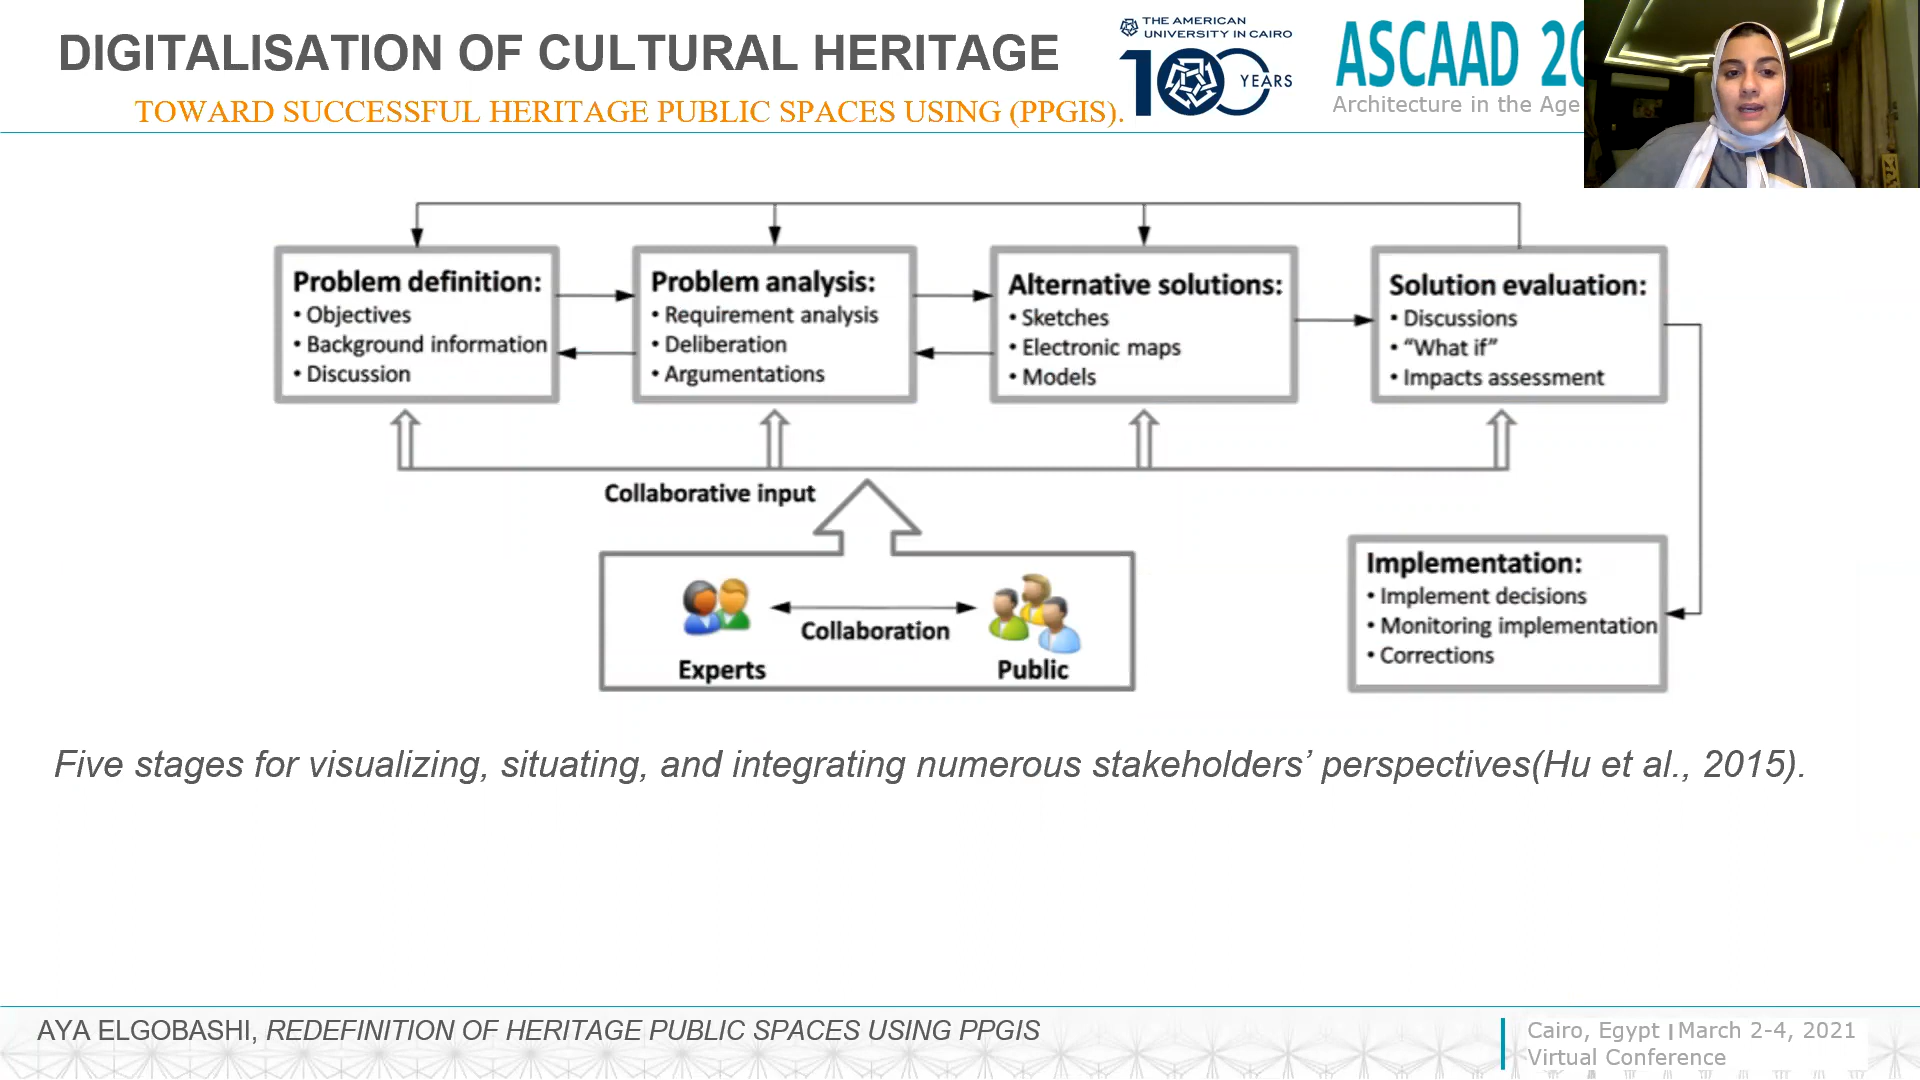 DIGITALISATION OF CULTURAL HERITAGE
TOWARD SUCCESSFUL HERITAGE PUBLIC SPACES USING (PPGIS).
THE AMERICAN
UNIVERSITY IN CAIRO
100 YEARS
ASCAAD 20
Architecture in the Age
Problem definition:
• Objectives
• Background information
• Discussion
Problem analysis:
• Requirement analysis
• Deliberation
• Argumentations
Alternative solutions:
• Sketches
• Electronic maps
• Models
Solution evaluation:
• Discussions
• “What if”
• Impacts assessment
Collaborative input
Collaboration
Experts
Public
Implementation:
• Implement decisions
• Monitoring implementation
• Corrections
Five stages for visualizing, situating, and integrating numerous stakeholders’ perspectives(Hu et al., 2015).
AYA ELGOBASHI, REDEFINITION OF HERITAGE PUBLIC SPACES USING PPGIS
Cairo, Egypt | March 2-4, 2021
Virtual Conference